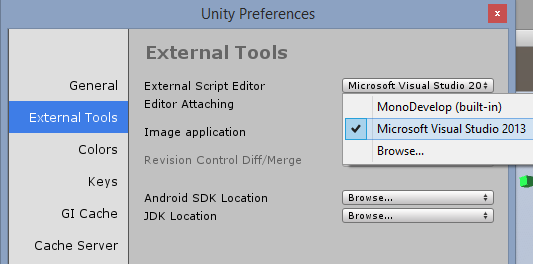 Unity Preferences
x
External Tools
General
External Tools
Colors
Keys
GI Cache
Cache Server
External Script Editor
Microsoft Visual Studio 20
Editor Attaching
MonoDevelop (built-in)
Image application
Microsoft Visual Studio 2013
Revision Control Diff/Merge
Browse...
Android SDK Location
Browse...
JDK Location
Browse...